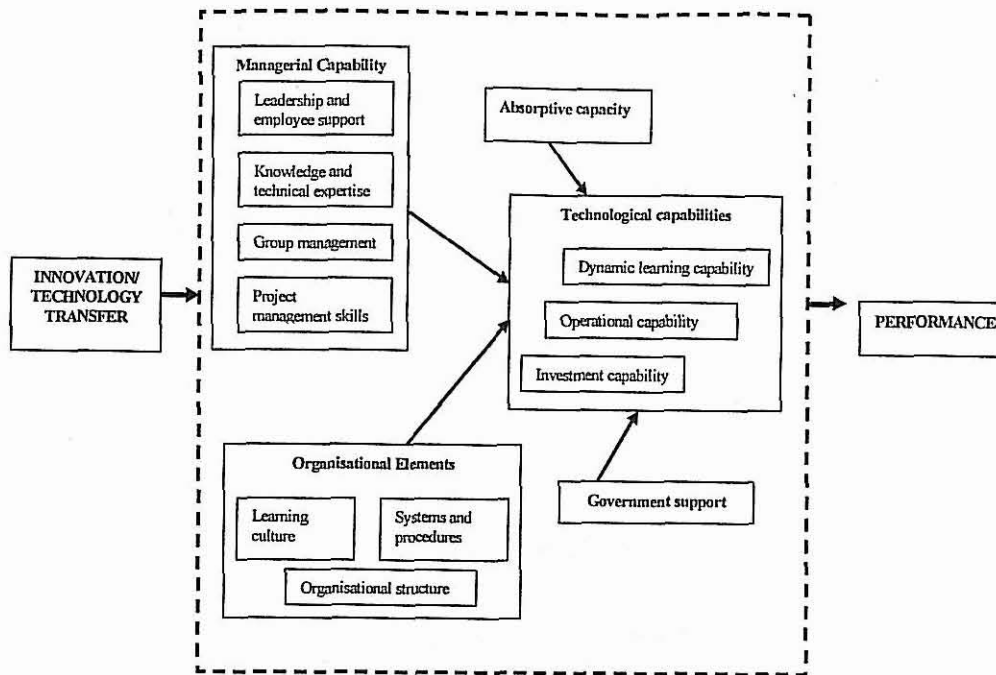 INNOVATION/
TECHNOLOGY
TRANSFER
Managerial Capability
Leadership and
employee support
Knowledge and
technical expertise
Group management
Project
management skills
Organisational Elements
Learning
culture
Systems and
procedures
Organisational structure
Absorptive capacity
Technological capabilities
Dynamic learning capability
Operational capability
Investment capability
Government support
PERFORMANCE